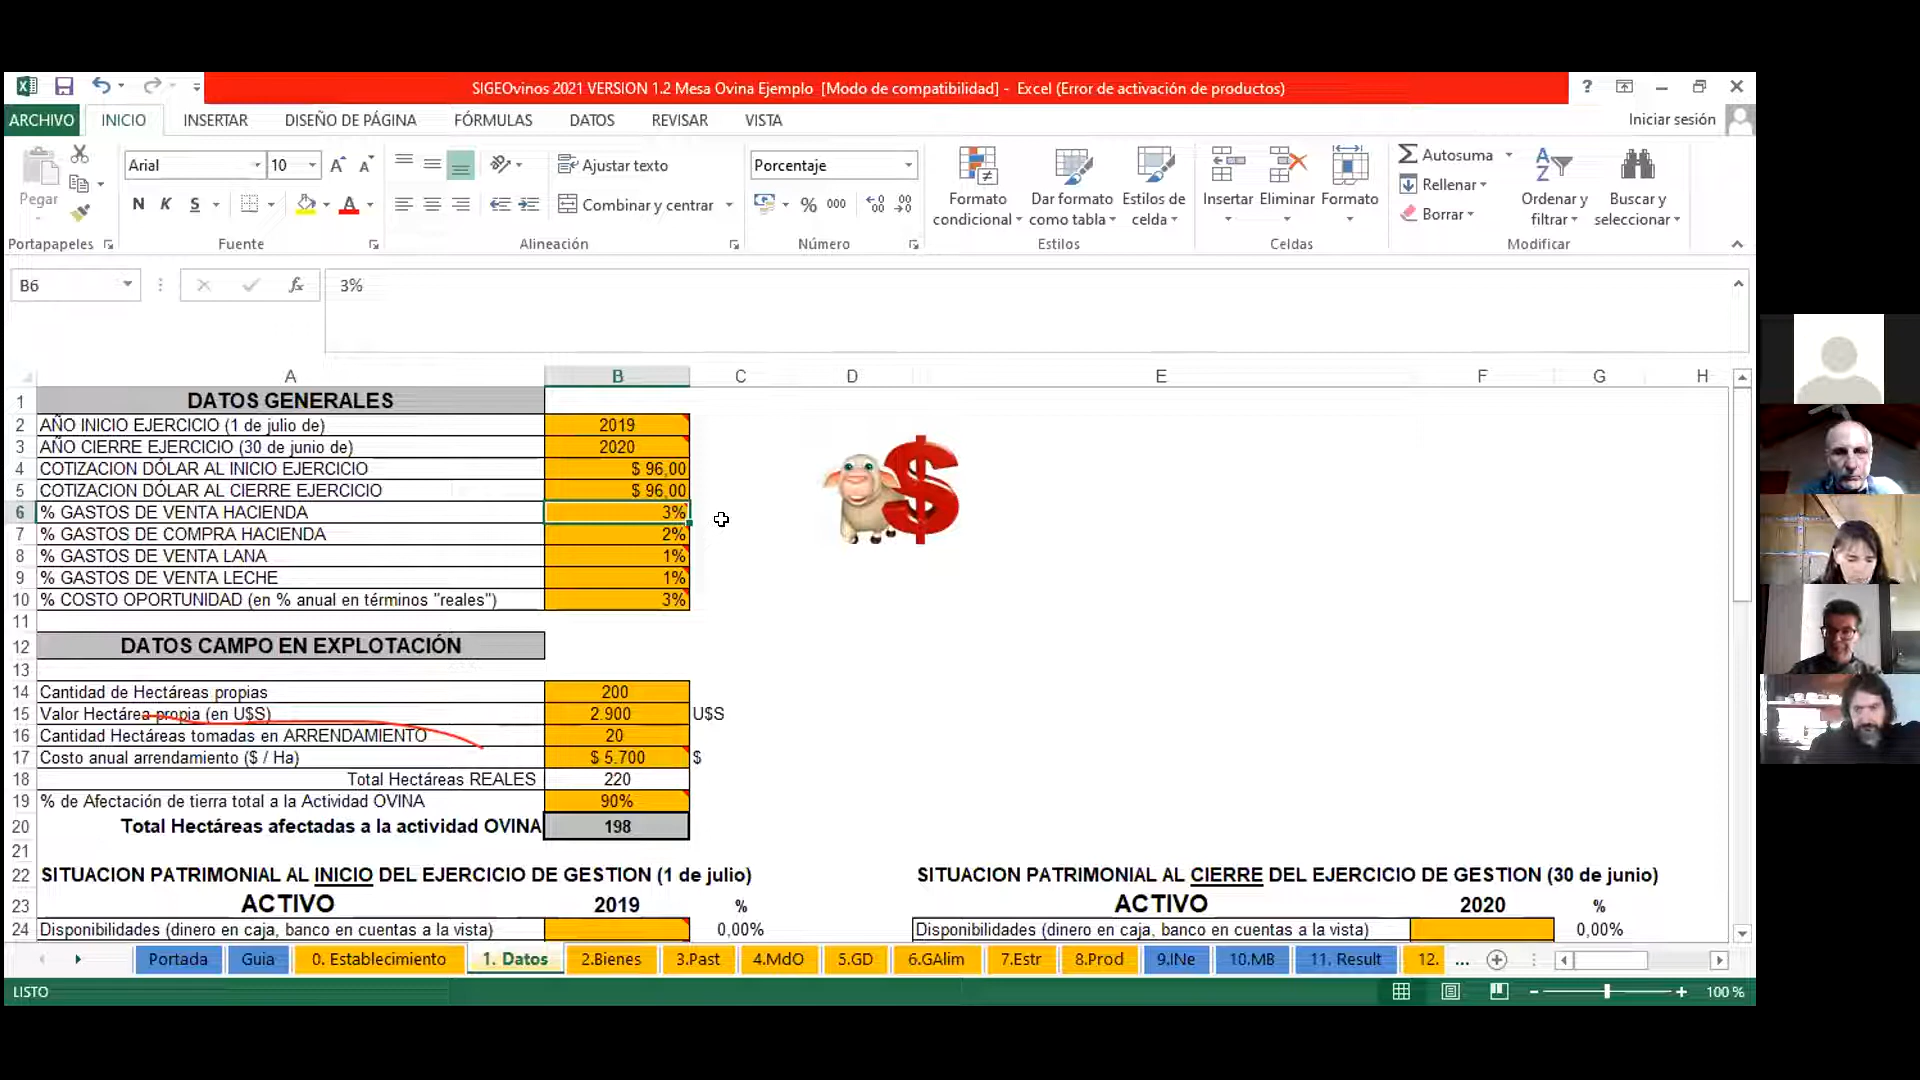 SIGEOvinos 2021 VERSION 1.2 Mesa Ovina Ejemplo [Modo de compatibilidad] - Excel (Error de activación de productos)
ARCHIVO INICIO INSERTAR DISEÑO DE PÁGINA FÓRMULAS DATOS REVISAR VISTA Iniciar sesión
Pegar
Portapapeles
Arial 10
N K S
Fuente
Ajustar texto
Combinar y centrar
Alineación
Porcentaje
% 000
Número
Formato condicional
Dar formato como tabla
Estilos de celda
Estilos
Insertar
Eliminar
Formato
Celdas
Autosuma
Rellenar
Borrar
Ordenar y filtrar
Buscar y seleccionar
Modificar
B6 fx 3%
A B C D E F G H
1 DATOS GENERALES
2 AÑO INICIO EJERCICIO (1 de julio de) 2019
3 AÑO CIERRE EJERCICIO (30 de junio de) 2020
4 COTIZACION DÓLAR AL INICIO EJERCICIO $ 96,00
5 COTIZACION DÓLAR AL CIERRE EJERCICIO $ 96,00
6 % GASTOS DE VENTA HACIENDA 3%
7 % GASTOS DE COMPRA HACIENDA 2%
8 % GASTOS DE VENTA LANA 1%
9 % GASTOS DE VENTA LECHE 1%
10 % COSTO OPORTUNIDAD (en % anual en términos "reales") 3%
11
12 DATOS CAMPO EN EXPLOTACIÓN
13
14 Cantidad de Hectáreas propias 200
15 Valor Hectárea propia (en U$S) 2.900 U$S
16 Cantidad Hectáreas tomadas en ARRENDAMIENTO 20
17 Costo anual arrendamiento ($ / Ha) $ 5.700 $
18 Total Hectáreas REALES 220
19 % de Afectación de tierra total a la Actividad OVINA 90%
20 Total Hectáreas afectadas a la actividad OVINA 198
21
22 SITUACION PATRIMONIAL AL INICIO DEL EJERCICIO DE GESTION (1 de julio) SITUACION PATRIMONIAL AL CIERRE DEL EJERCICIO DE GESTION (30 de junio)
23 ACTIVO 2019 % ACTIVO 2020 %
24 Disponibilidades (dinero en caja, banco en cuentas a la vista) 0,00% Disponibilidades (dinero en caja, banco en cuentas a la vista) 0,00%
Portada Guia 0. Establecimiento 1. Datos 2.Bienes 3.Past 4.MdO 5.GD 6.GAlim 7.Estr 8.Prod 9.INe 10.MB 11. Result 12. ...
LISTO 100 %